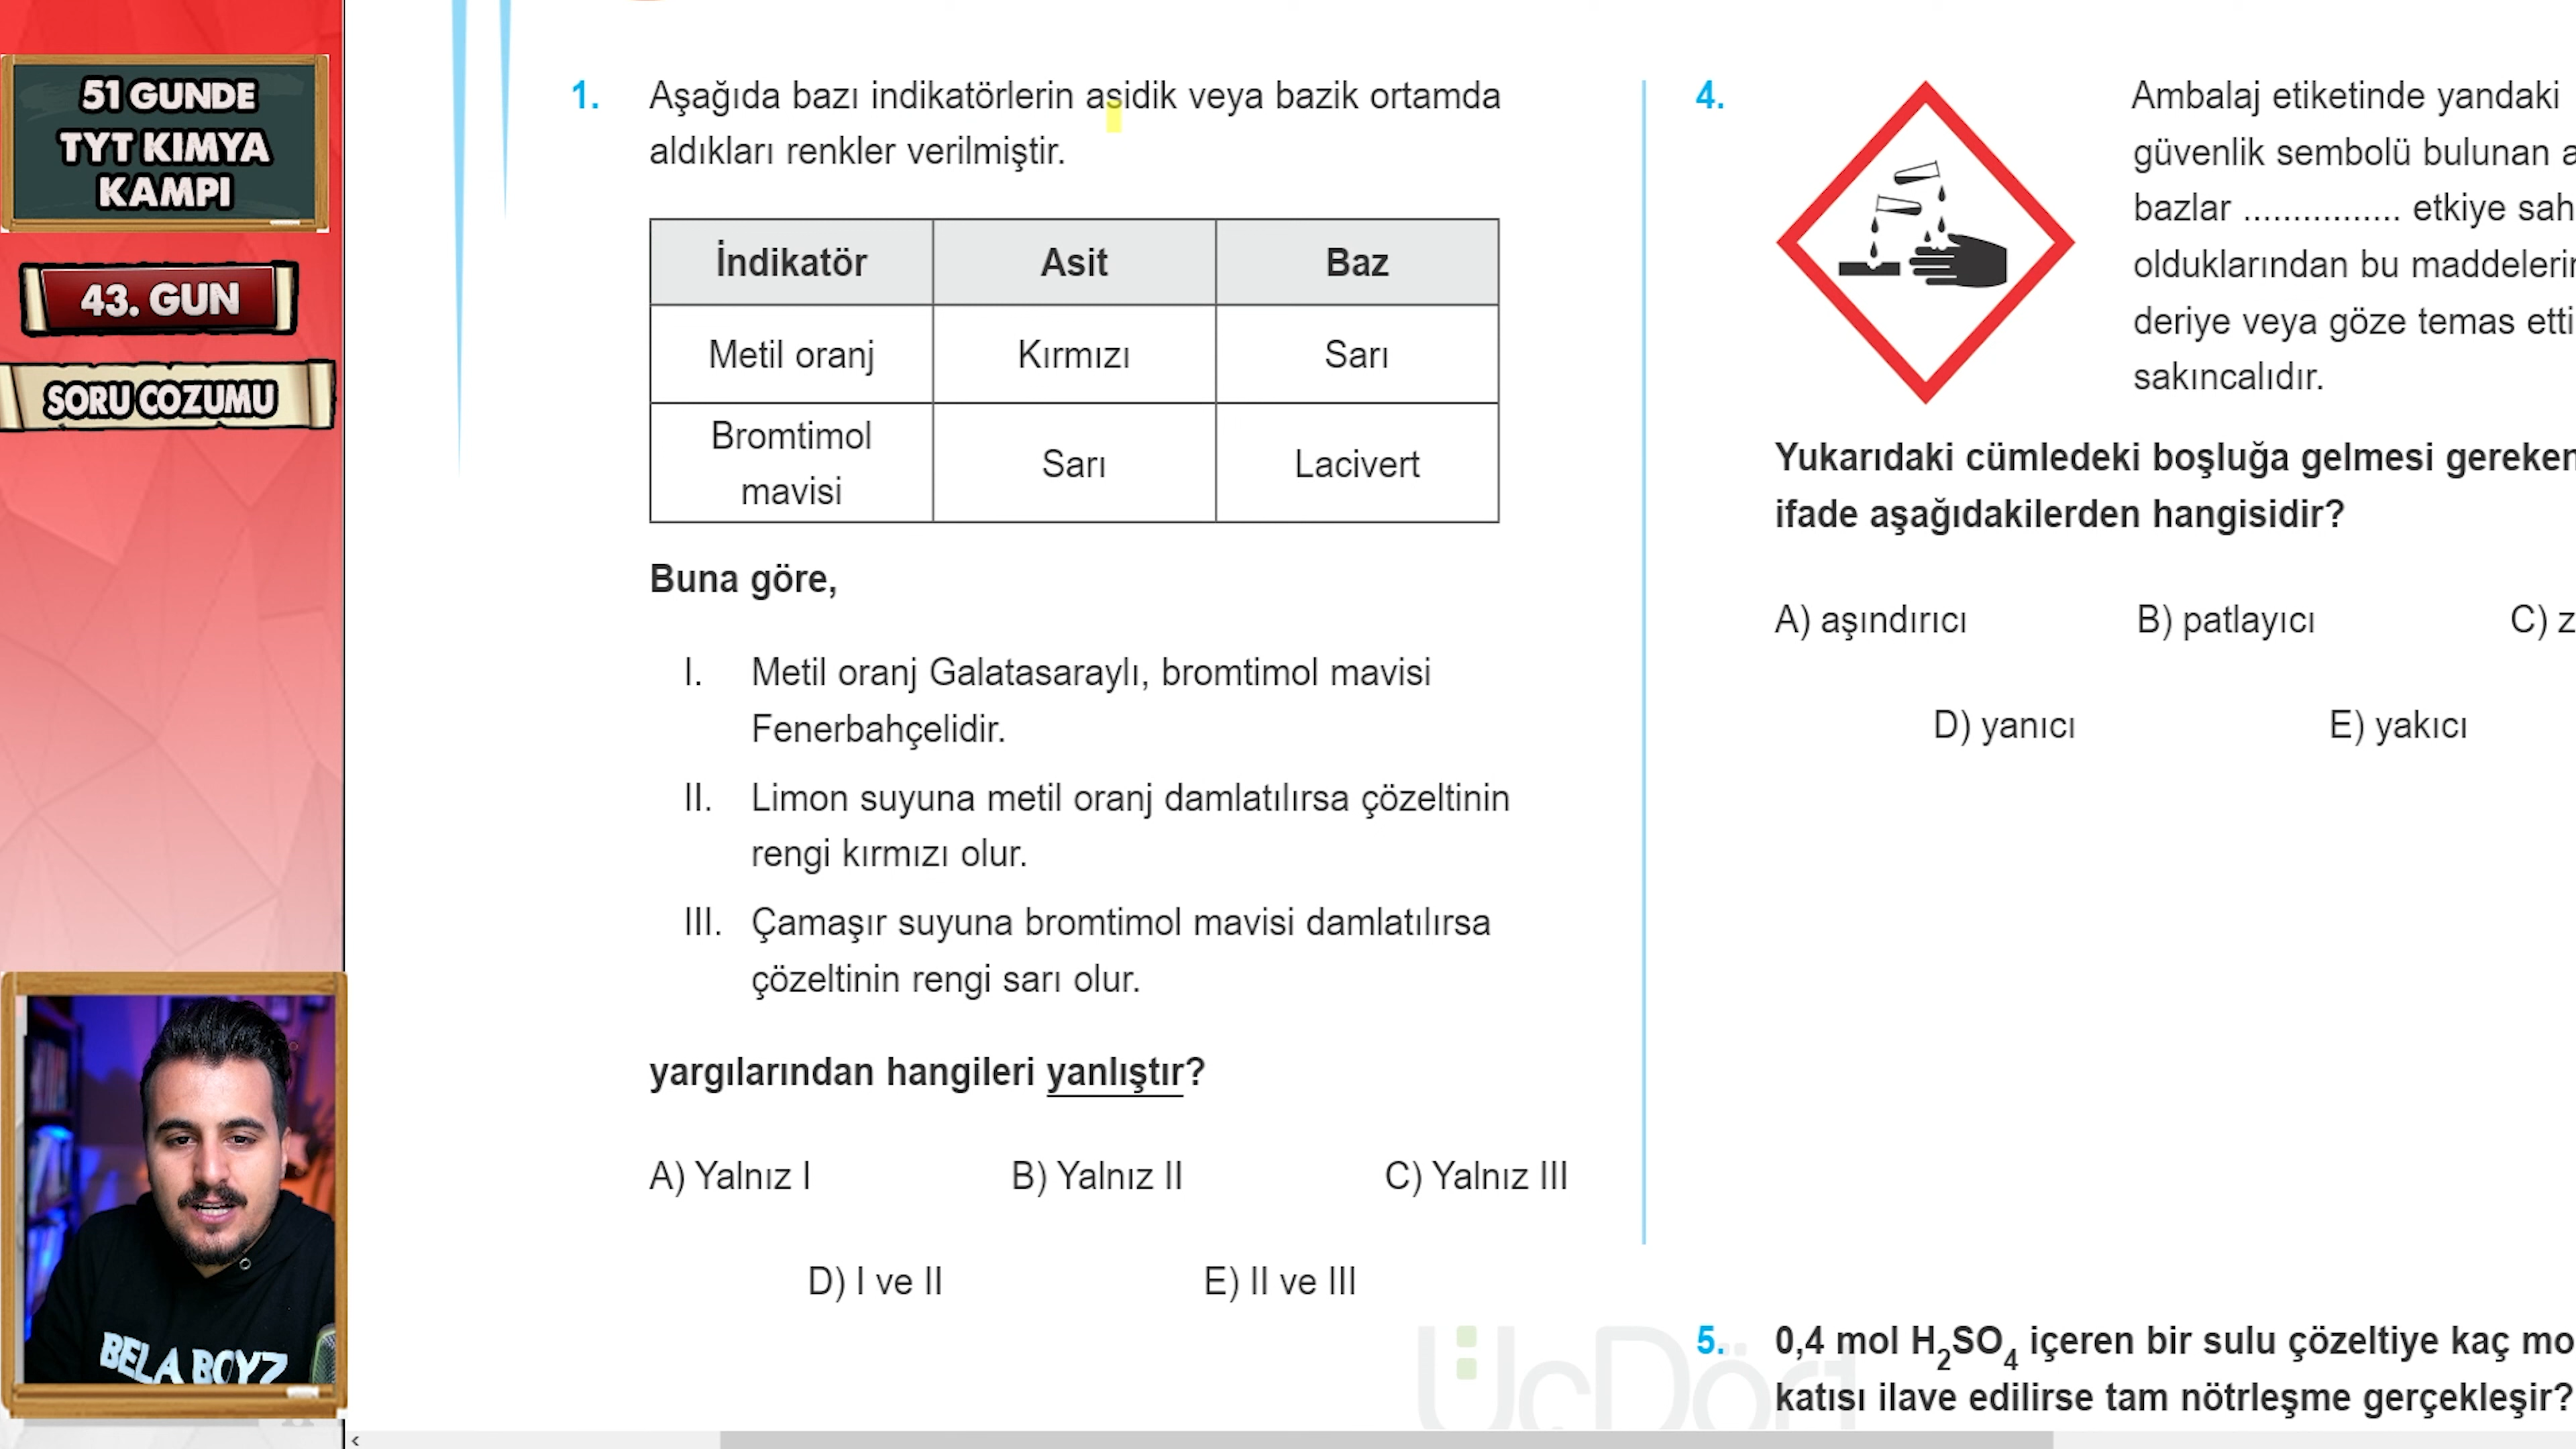 51 GUNDE
TYT KIMYA
KAMPI
43. GUN
SORU COZUMU
BELA BOYZ
1. Aşağıda bazı indikatörlerin asidik veya bazik ortamda
aldıkları renkler verilmiştir.
İndikatör Asit Baz
Metil oranj Kırmızı Sarı
Bromtimol
mavisi Sarı Lacivert
Buna göre,
I. Metil oranj Galatasaraylı, bromtimol mavisi
Fenerbahçelidir.
II. Limon suyuna metil oranj damlatılırsa çözeltinin
rengi kırmızı olur.
III. Çamaşır suyuna bromtimol mavisi damlatılırsa
çözeltinin rengi sarı olur.
yargılarından hangileri yanlıştır?
A) Yalnız I B) Yalnız II C) Yalnız III
D) I ve II E) II ve III
ÜçDört
4. Ambalaj etiketinde yandaki
güvenlik sembolü bulunan a
bazlar ................ etkiye sah
olduklarından bu maddelerin
deriye veya göze temas etti
sakıncalıdır.
Yukarıdaki cümledeki boşluğa gelmesi gereken
ifade aşağıdakilerden hangisidir?
A) aşındırıcı B) patlayıcı C) z
D) yanıcı E) yakıcı
5. 0,4 mol H₂SO₄ içeren bir sulu çözeltiye kaç mo
katısı ilave edilirse tam nötrleşme gerçekleşir?